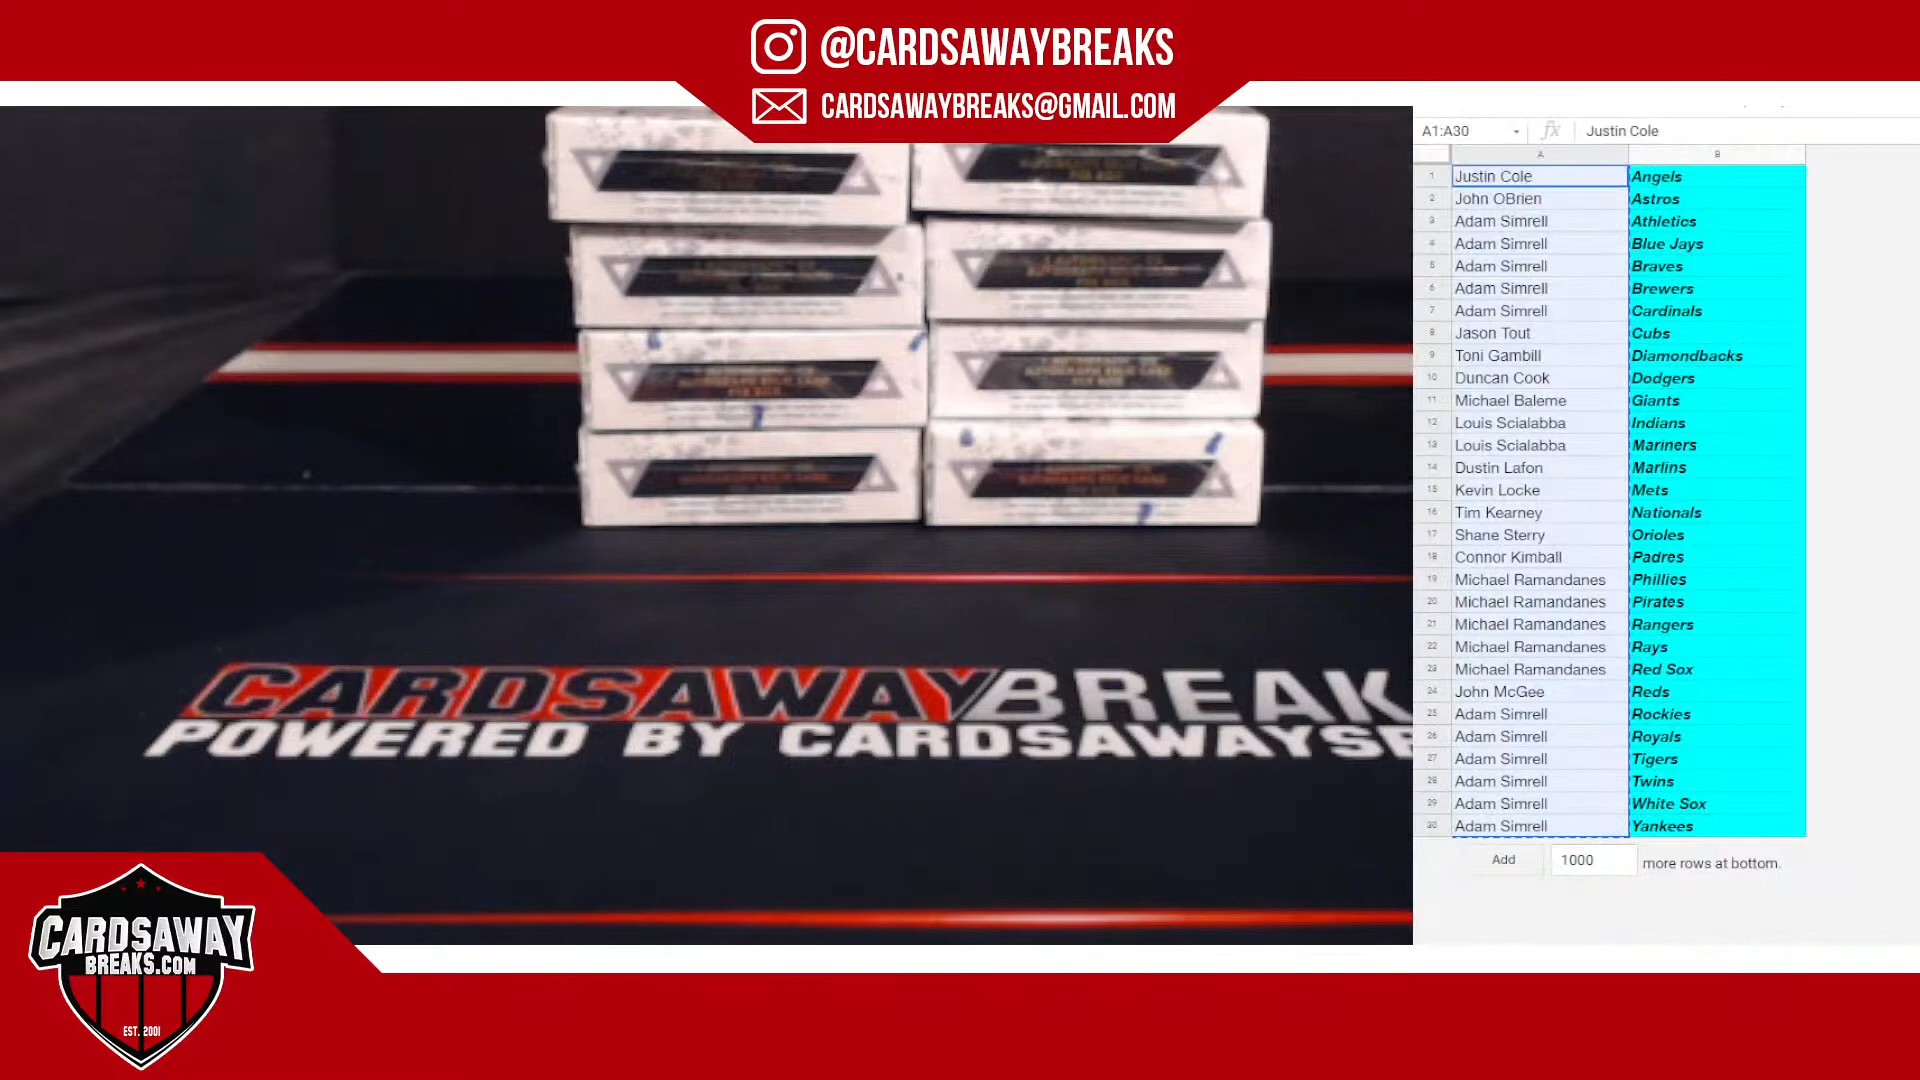 @CARDSAWAYBREAKS
CARDSAWAYBREAKS@GMAIL.COM
A1:A30 fx Justin Cole
A B
1 Justin Cole Angels
2 John OBrien Astros
3 Adam Simrell Athletics
4 Adam Simrell Blue Jays
5 Adam Simrell Braves
6 Adam Simrell Brewers
7 Adam Simrell Cardinals
8 Jason Tout Cubs
9 Toni Gambill Diamondbacks
10 Duncan Cook Dodgers
11 Michael Baleme Giants
12 Louis Scialabba Indians
13 Louis Scialabba Mariners
14 Dustin Lafon Marlins
15 Kevin Locke Mets
16 Tim Kearney Nationals
17 Shane Sterry Orioles
18 Connor Kimball Padres
19 Michael Ramandanes Phillies
20 Michael Ramandanes Pirates
21 Michael Ramandanes Rangers
22 Michael Ramandanes Rays
23 Michael Ramandanes Red Sox
24 John McGee Reds
25 Adam Simrell Rockies
26 Adam Simrell Royals
27 Adam Simrell Tigers
28 Adam Simrell Twins
29 Adam Simrell White Sox
30 Adam Simrell Yankees
Add 1000 more rows at bottom.
CARDSAWAYBREAK
POWERED BY CARDSAWAYSP
CARDSAWAY
BREAKS.COM
EST. 2001